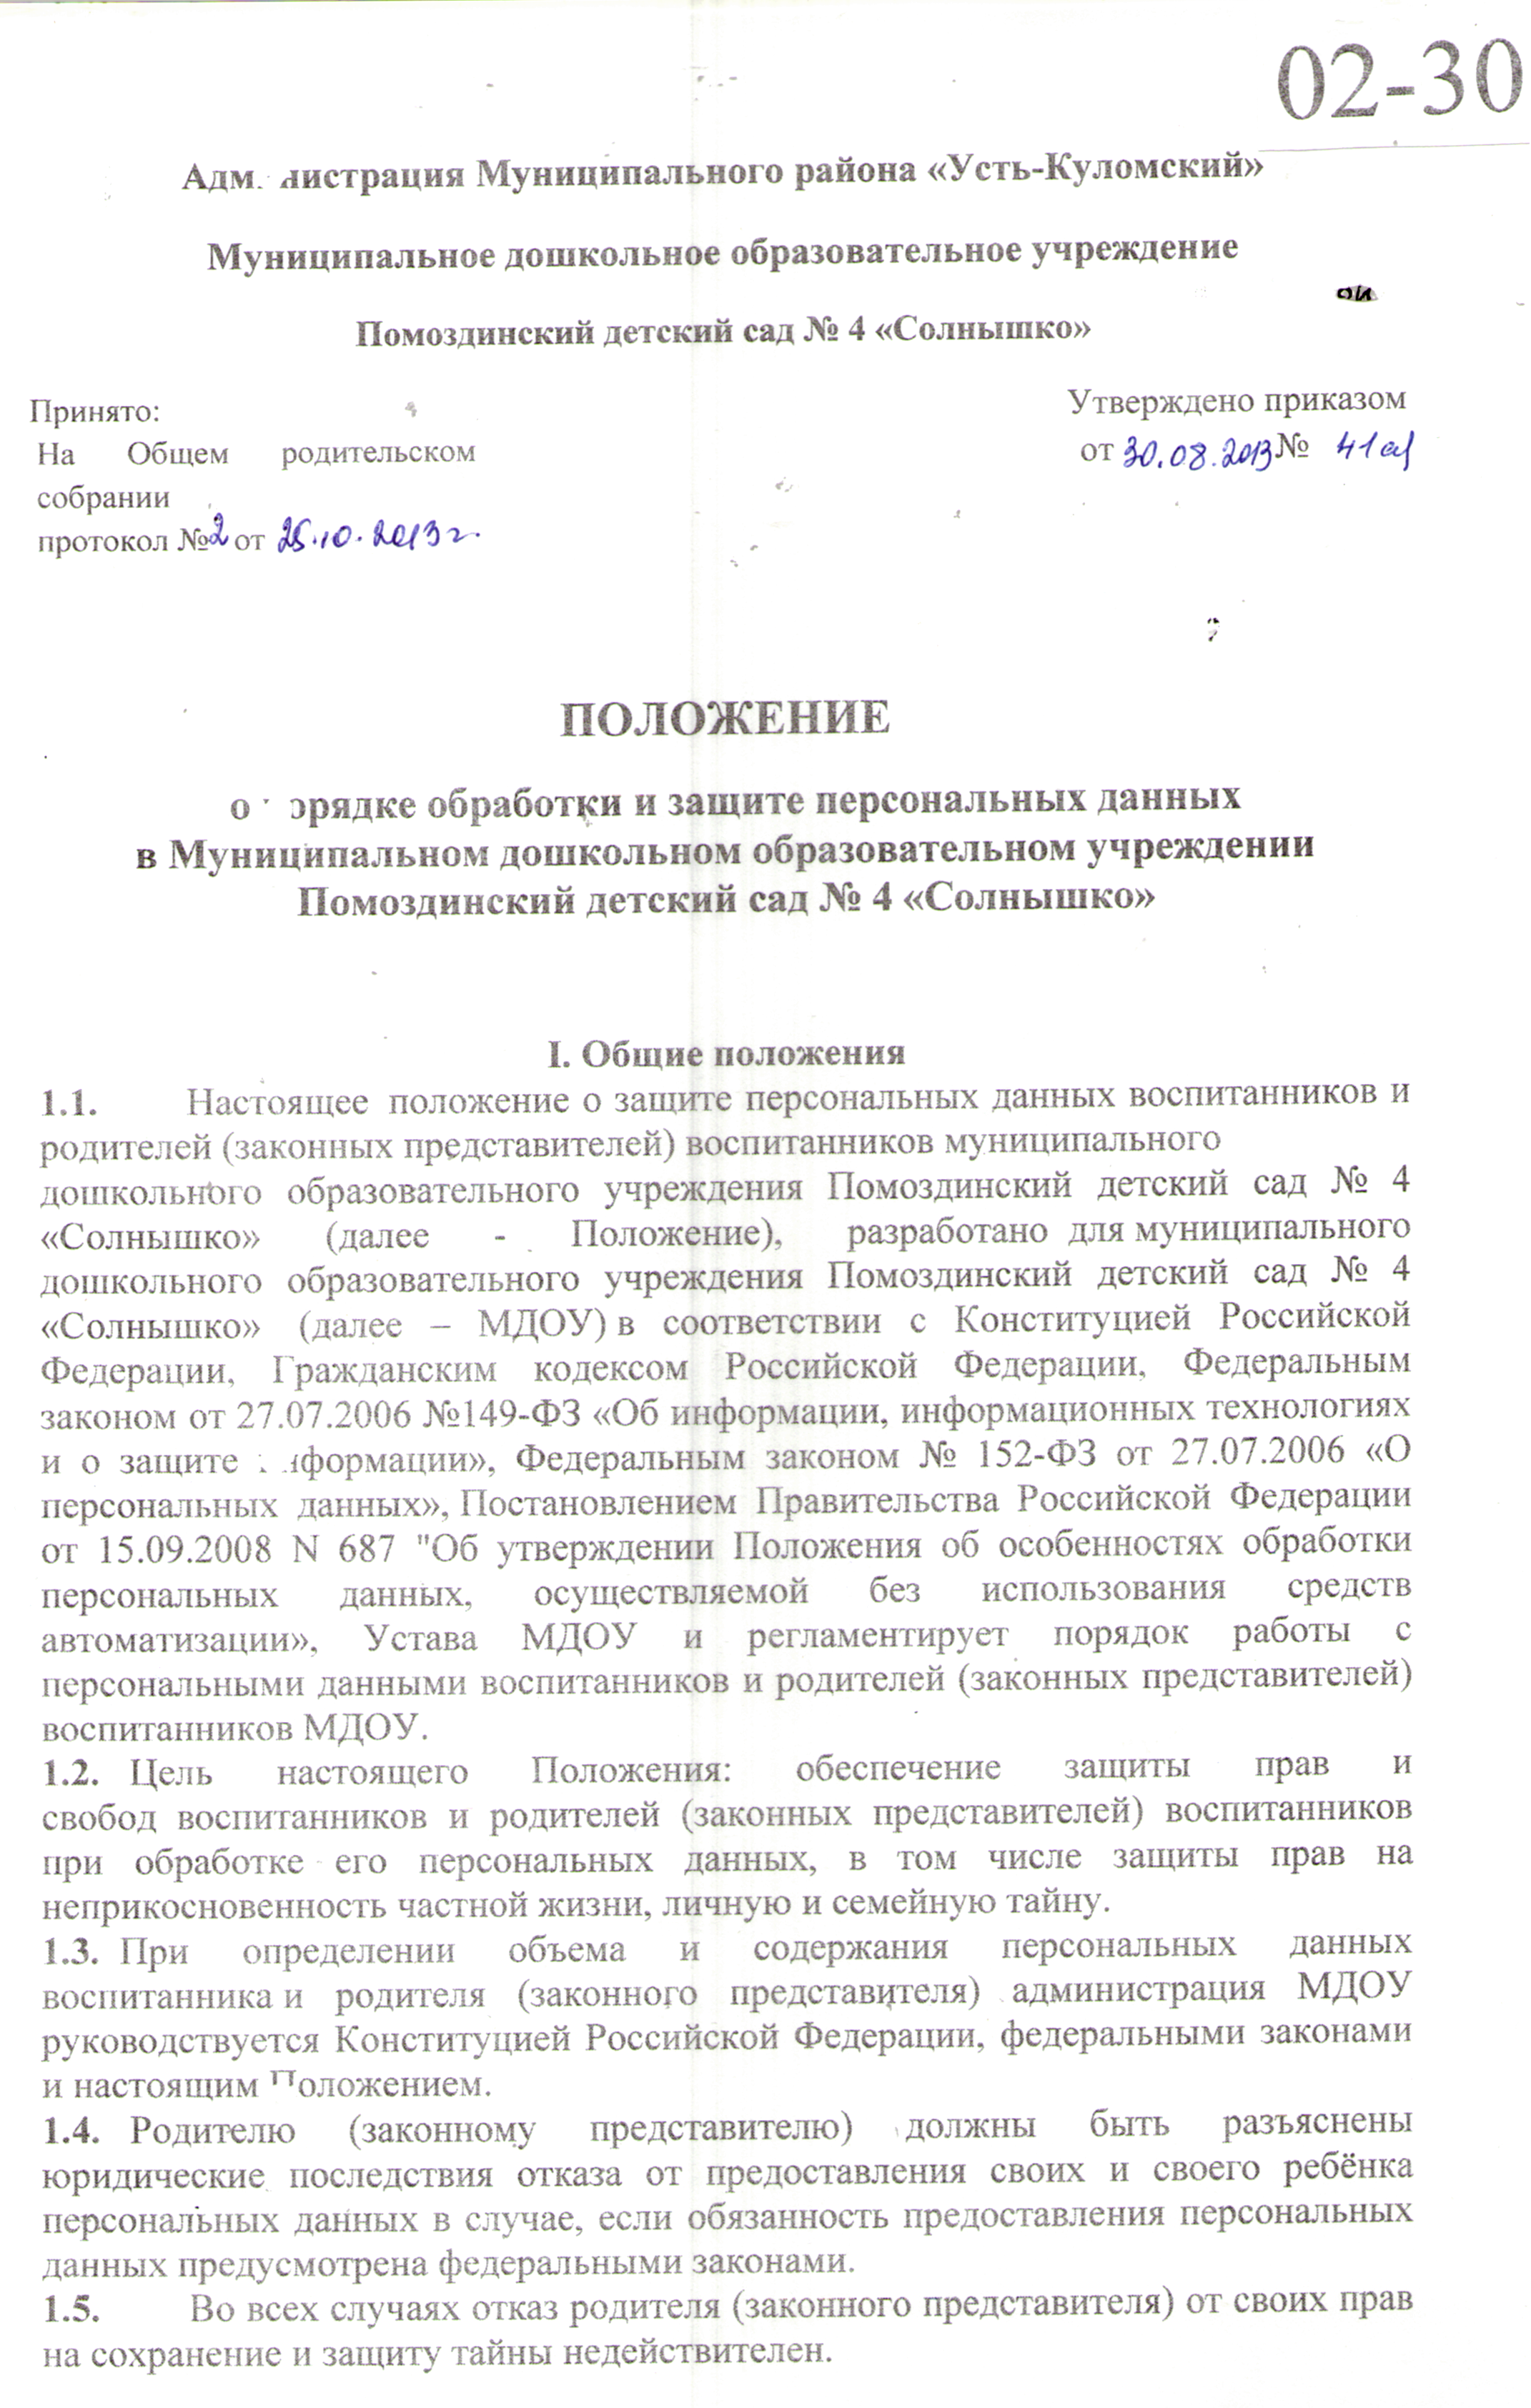 02-30
Администрация Муниципального района «Усть-Куломский»
Муниципальное дошкольное образовательное учреждение
Помоздинский детский сад № 4 «Солнышко»
Принято:
На Общем родительском
собрании
протокол №2 от 25.10.2013г.
Утверждено приказом
от 30.08.2013 № 41
ПОЛОЖЕНИЕ
о порядке обработки и защите персональных данных
в Муниципальном дошкольном образовательном учреждении
Помоздинский детский сад № 4 «Солнышко»
I. Общие положения
1.1. Настоящее положение о защите персональных данных воспитанников и
родителей (законных представителей) воспитанников муниципального
дошкольного образовательного учреждения Помоздинский детский сад № 4
«Солнышко» (далее - Положение), разработано для муниципального
дошкольного образовательного учреждения Помоздинский детский сад № 4
«Солнышко» (далее – МДОУ) в соответствии с Конституцией Российской
Федерации, Гражданским кодексом Российской Федерации, Федеральным
законом от 27.07.2006 №149-ФЗ «Об информации, информационных технологиях
и о защите информации», Федеральным законом № 152-ФЗ от 27.07.2006 «О
персональных данных», Постановлением Правительства Российской Федерации
от 15.09.2008 N 687 "Об утверждении Положения об особенностях обработки
персональных данных, осуществляемой без использования средств
автоматизации», Устава МДОУ и регламентирует порядок работы с
персональными данными воспитанников и родителей (законных представителей)
воспитанников МДОУ.
1.2. Цель настоящего Положения: обеспечение защиты прав и
свобод воспитанников и родителей (законных представителей) воспитанников
при обработке его персональных данных, в том числе защиты прав на
неприкосновенность частной жизни, личную и семейную тайну.
1.3. При определении объема и содержания персональных данных
воспитанника и родителя (законного представителя) администрация МДОУ
руководствуется Конституцией Российской Федерации, федеральными законами
и настоящим Положением.
1.4. Родителю (законному представителю) должны быть разъяснены
юридические последствия отказа от предоставления своих и своего ребёнка
персональных данных в случае, если обязанность предоставления персональных
данных предусмотрена федеральными законами.
1.5. Во всех случаях отказ родителя (законного представителя) от своих прав
на сохранение и защиту тайны недействителен.